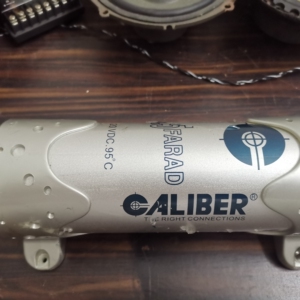 FARAD
VDC.95°C
CALIBER®
THE RIGHT CONNECTIONS